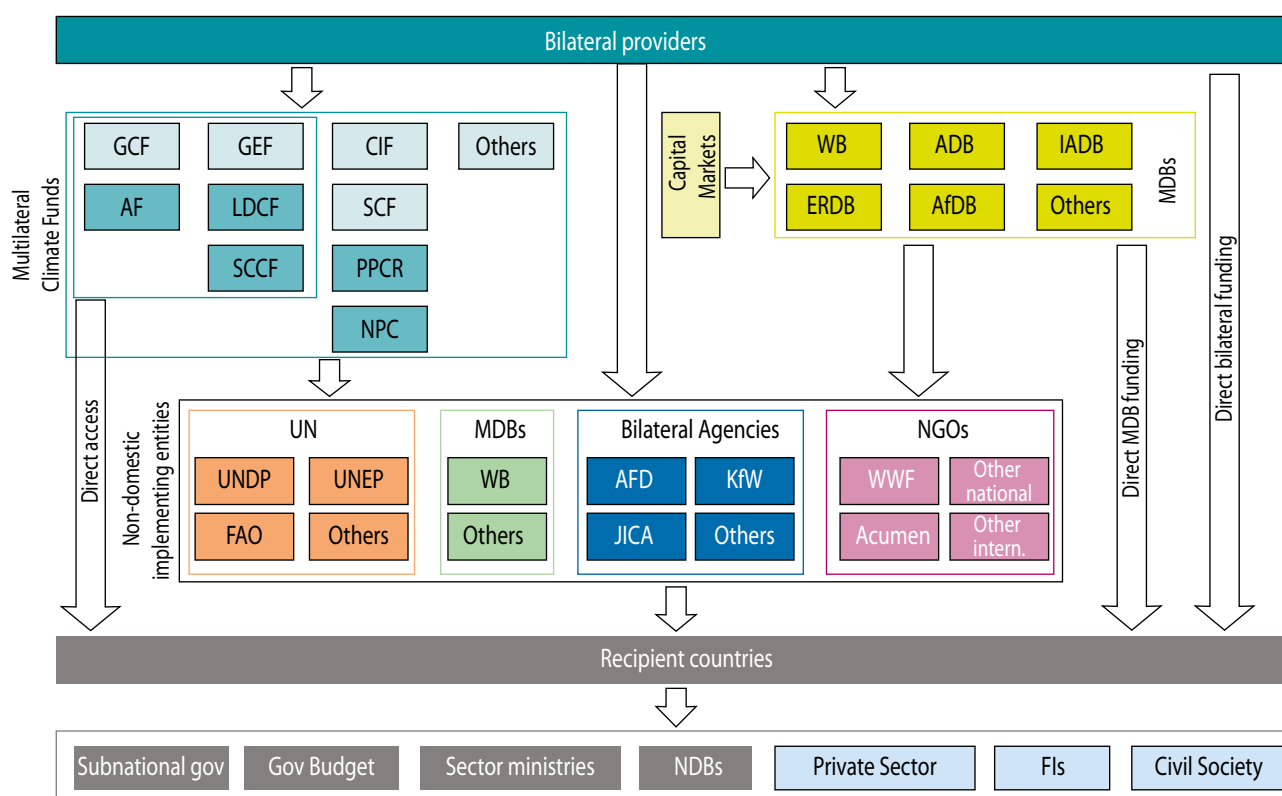 Bilateral providers
Multilateral
Climate Funds
GCF
GEF
CIF
Others
AF
LDCF
SCF
SCCF
PPCR
NPC
Capital
Markets
WB
ADB
IADB
ERDB
AfDB
Others
MDBs
Direct access
Direct MDB funding
Direct bilateral funding
Non-domestic
implementing entities
UN
UNDP
UNEP
FAO
Others
MDBs
WB
Others
Bilateral Agencies
AFD
KfW
JICA
Others
NGOs
WWF
Other
national
Acumen
Other
intern.
Recipient countries
Subnational gov
Gov Budget
Sector ministries
NDBs
Private Sector
FIs
Civil Society